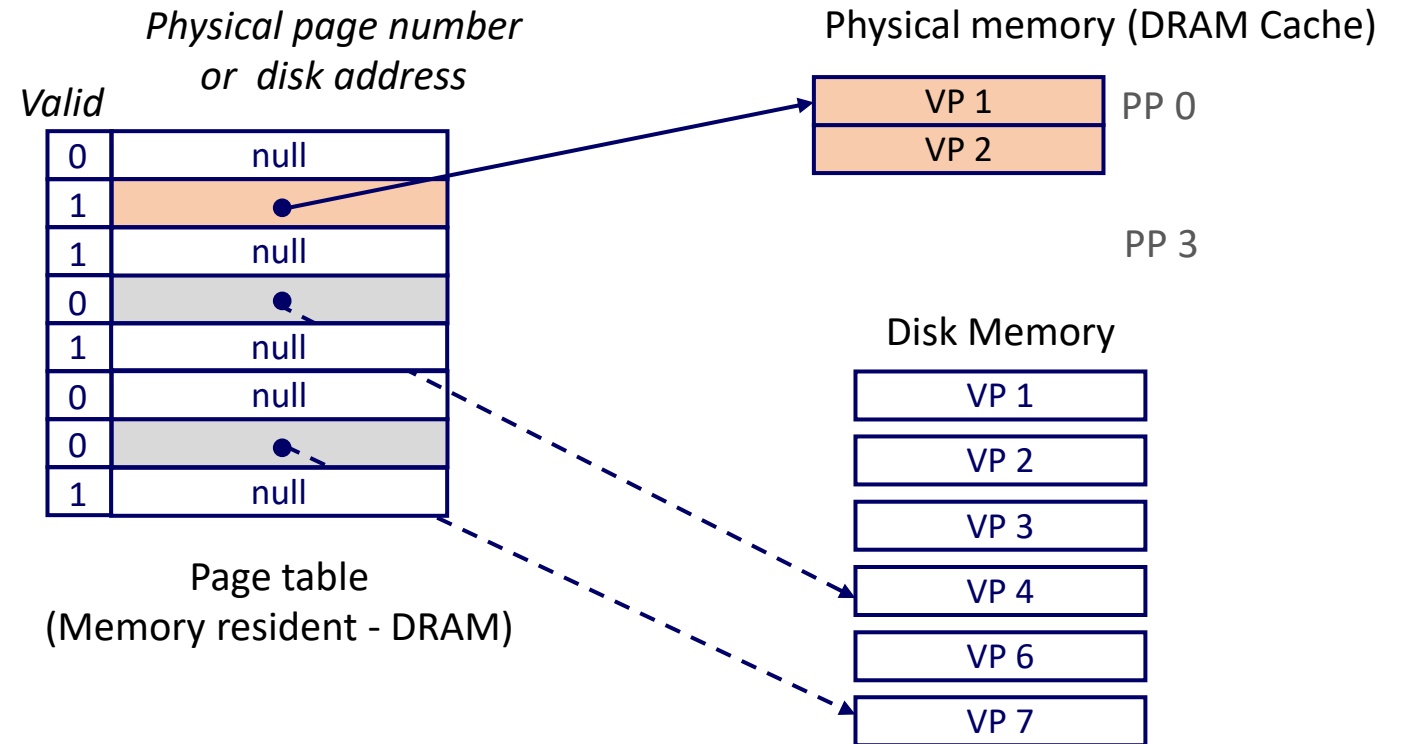 Physical page number
or disk address
Valid
0 null
1
1 null
0
1 null
0 null
0
1 null
Page table
(Memory resident - DRAM)
Physical memory (DRAM Cache)
VP 1 PP 0
VP 2
PP 3
Disk Memory
VP 1
VP 2
VP 3
VP 4
VP 6
VP 7